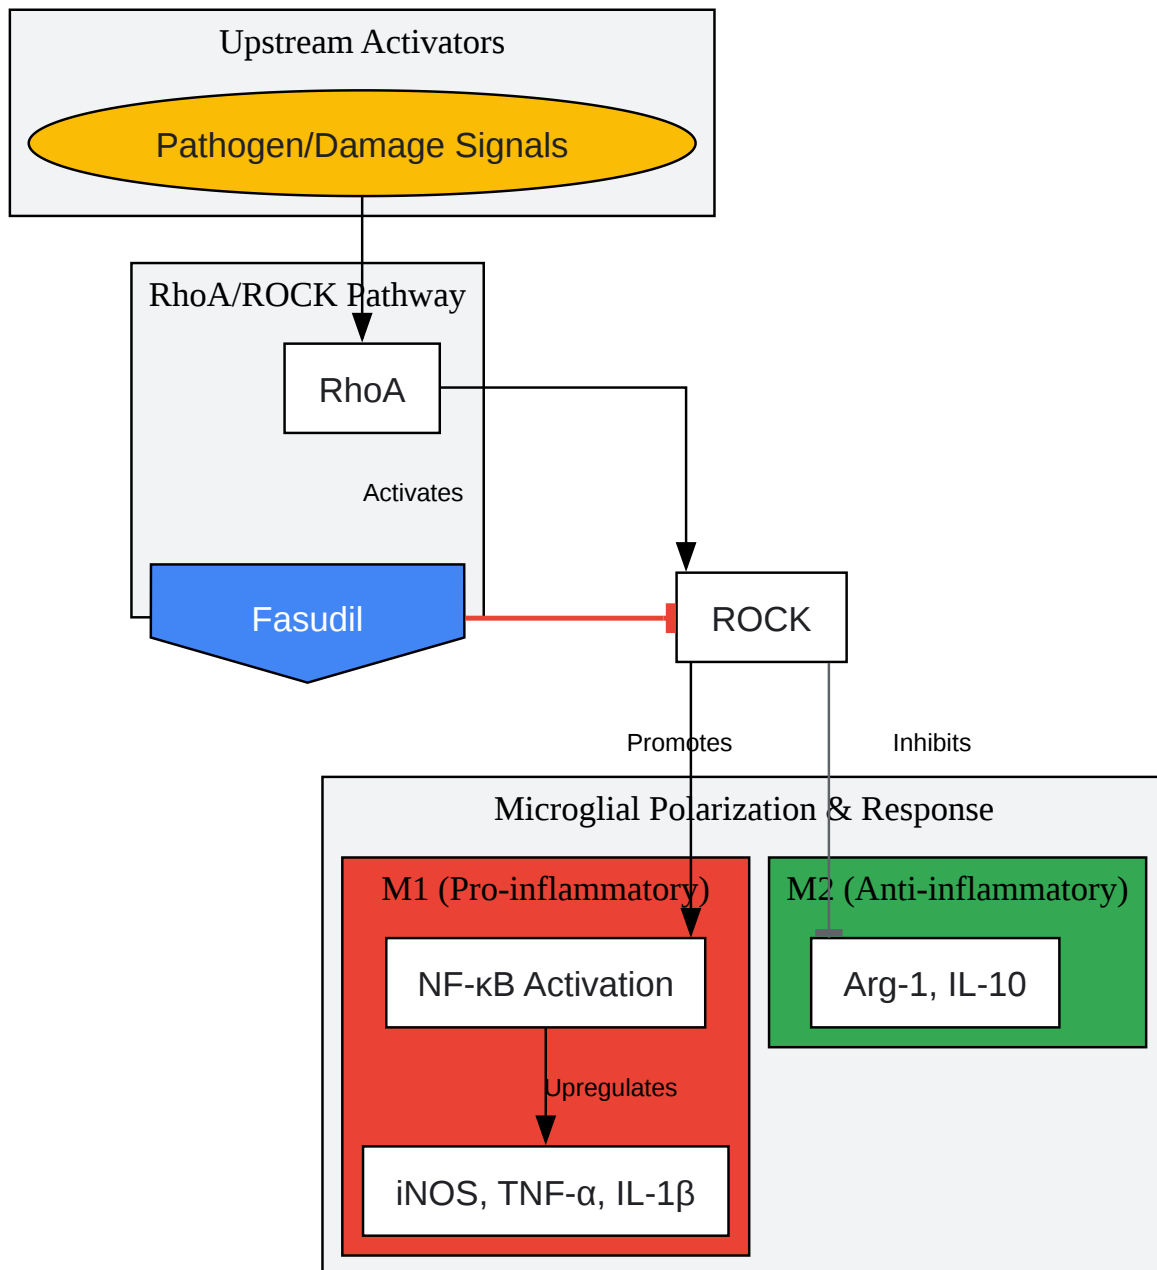 Upstream Activators
Pathogen/Damage Signals
RhoA/ROCK Pathway
RhoA
Activates
Fasudil
ROCK
Promotes
Inhibits
Microglial Polarization & Response
M1 (Pro-inflammatory)
M2 (Anti-inflammatory)
NF-κB Activation
Arg-1, IL-10
Upregulates
iNOS, TNF-α, IL-1β